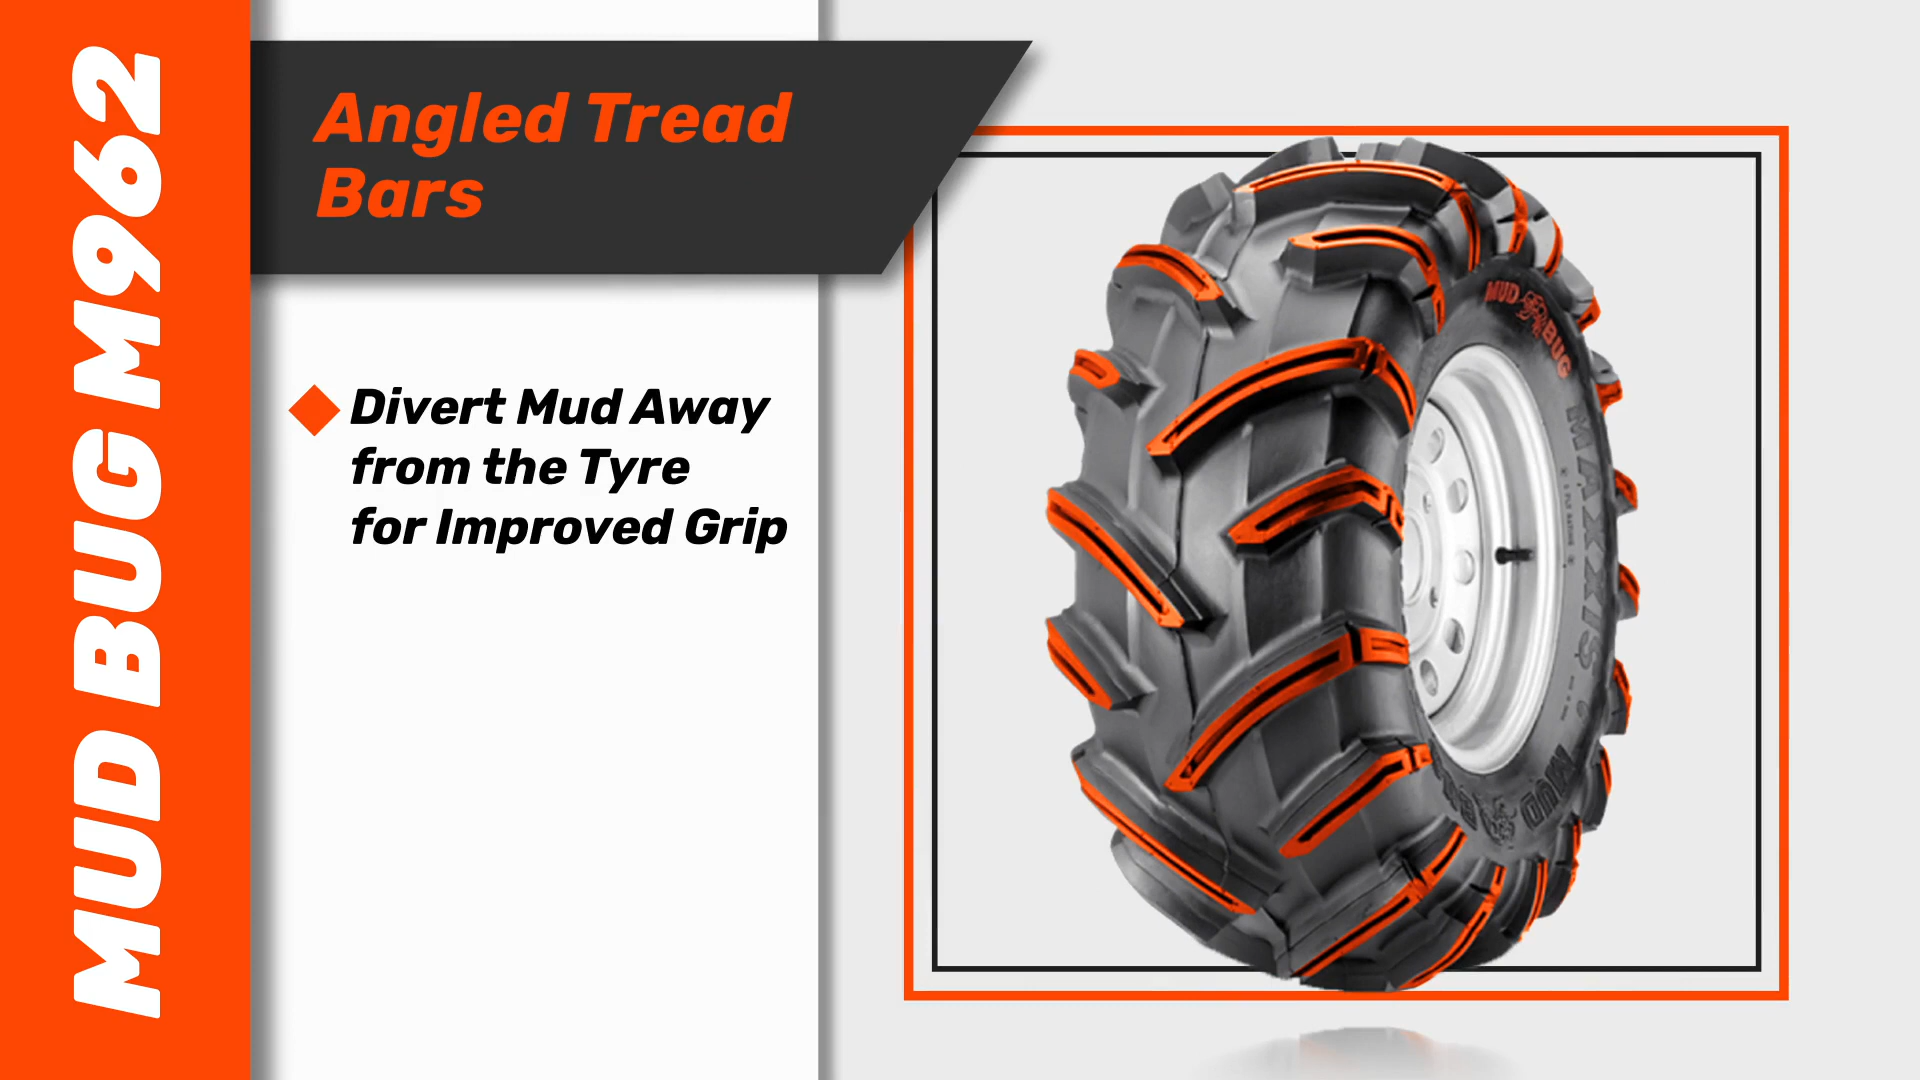 MUD BUG M962
Angled Tread
Bars
Divert Mud Away
from the Tyre
for Improved Grip
MUD BUG
MAXXIS
MUD